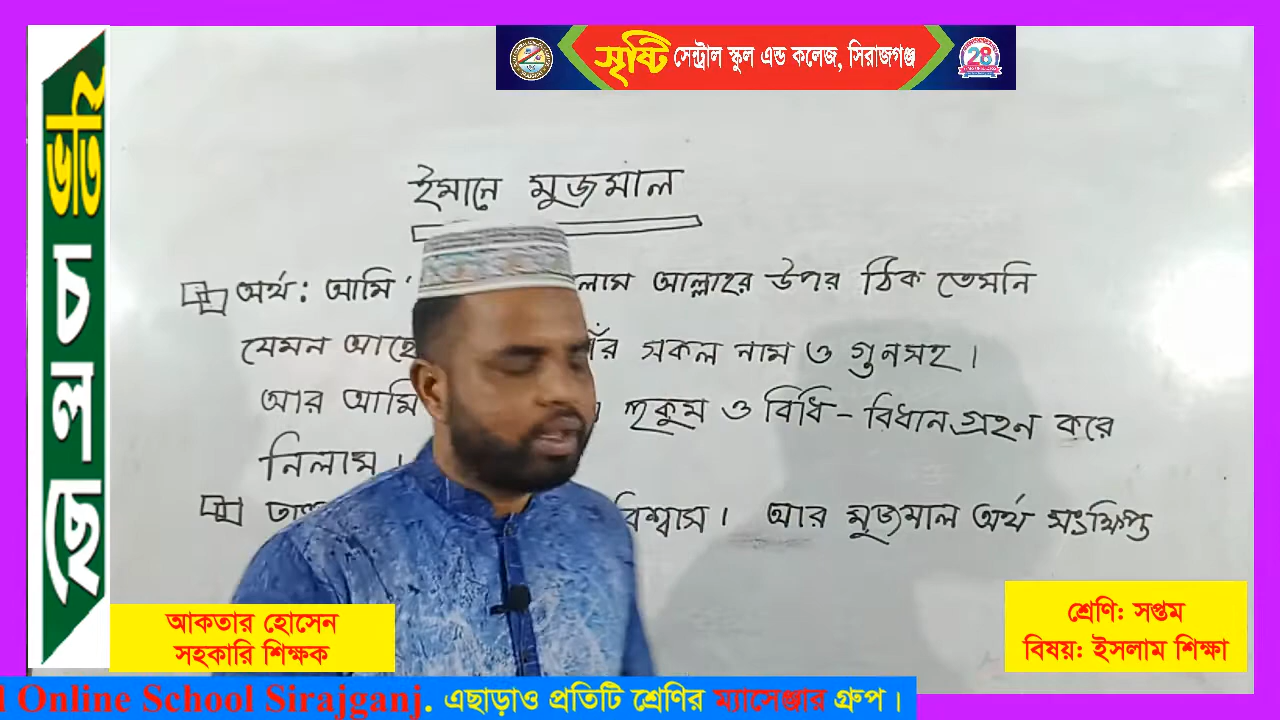 সৃষ্টি সেন্ট্রাল স্কুল এন্ড কলেজ, সিরাজগঞ্জ
28
ভর্তি চলছে
ইমানে মুজমাল
অর্থ: আমি লাম আল্লাহর উপর ঠিক তেমনি
যেমন আছে সকল নাম ও গুনসহ।
আর আমি হুকুম ও বিধি-বিধান গ্রহন করে
নিলাম।
বিশ্বাস। আর মুজমাল অর্থ সংক্ষিপ্ত
আকতার হোসেন
সহকারি শিক্ষক
শ্রেণি: সপ্তম
বিষয়: ইসলাম শিক্ষা
Online School Sirajganj. এছাড়াও প্রতিটি শ্রেণির ম্যাসেঞ্জার গ্রুপ।